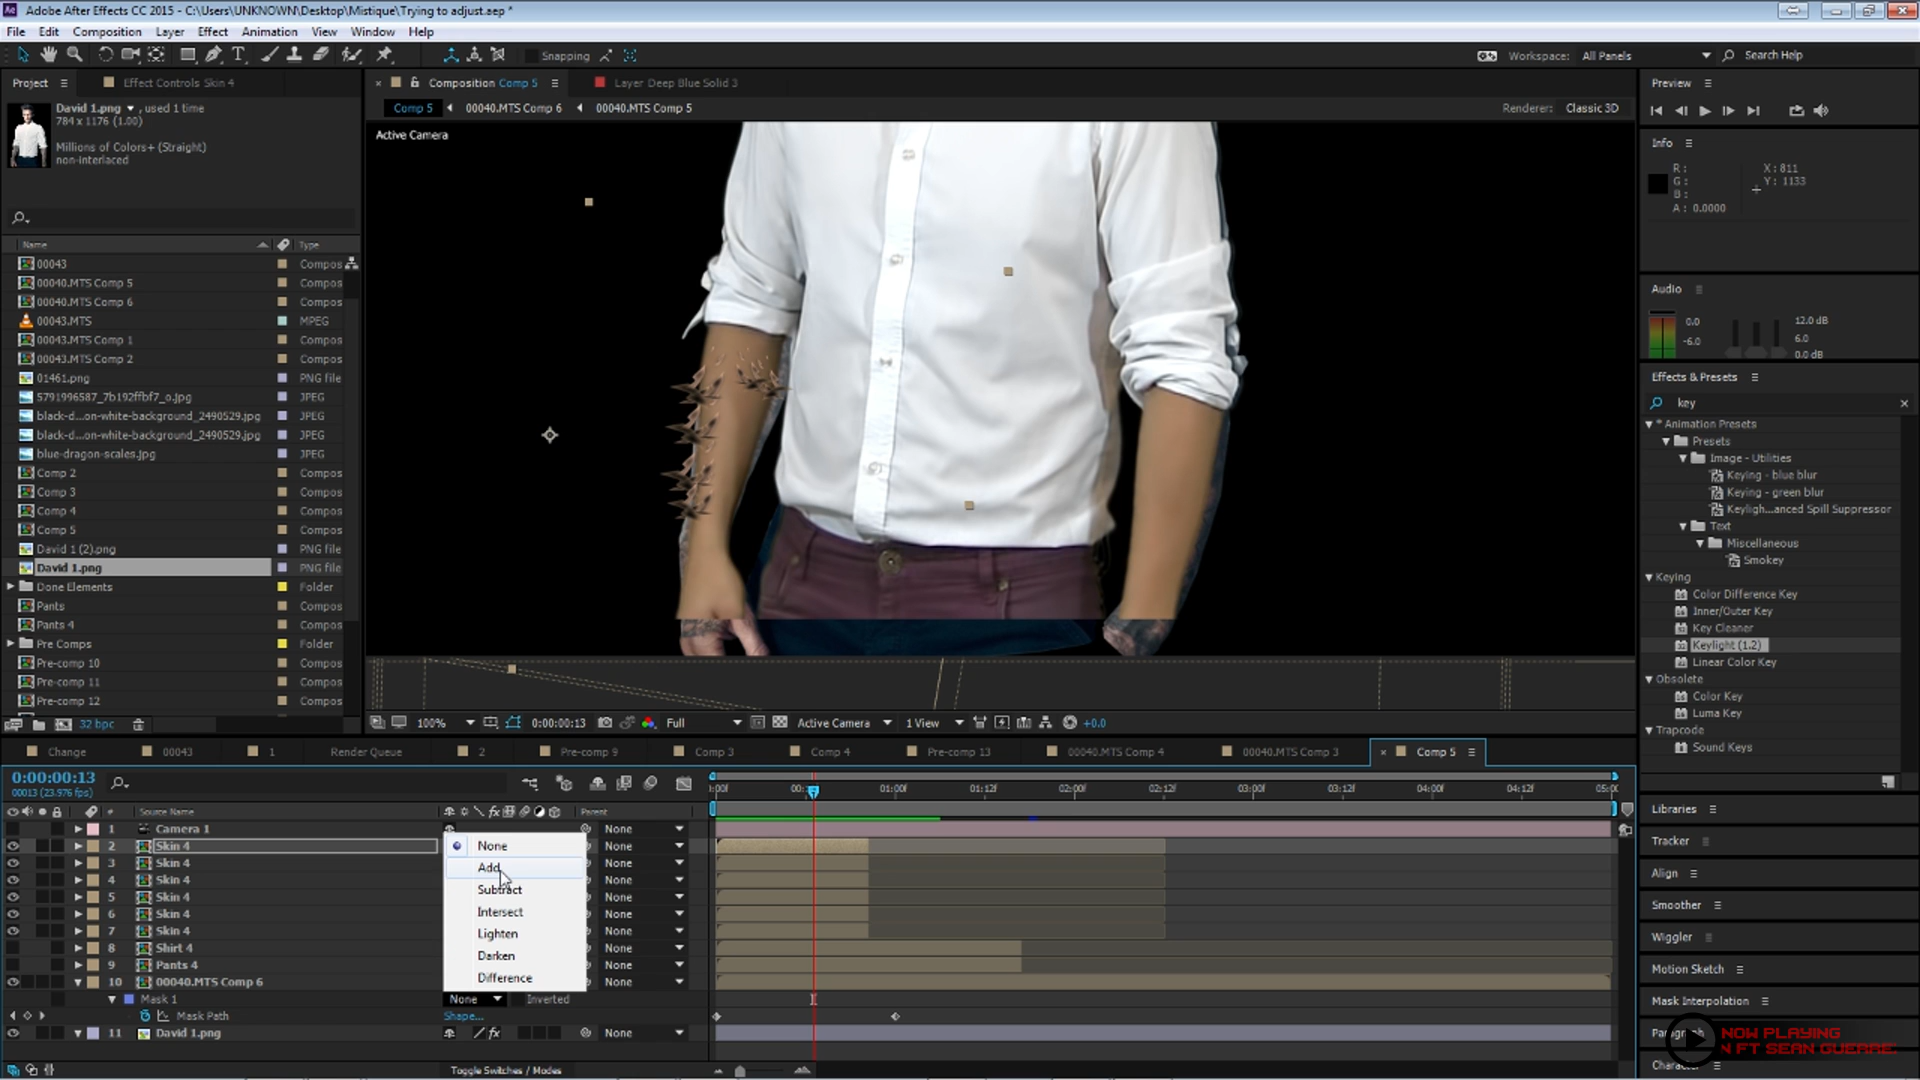 Adobe After Effects CC 2015 - C:\Users\UNKNOWN\Desktop\Mistique\Trying to adjust.aep *
File Edit Composition Layer Effect Animation View Window Help
Snapping
Workspace: All Panels
Search Help
Project
Effect Controls Skin 4
Composition Comp 5
Layer Deep Blue Solid 3
Preview
David 1.png , used 1 time
784 x 1176 (1.00)
Millions of Colors+ (Straight)
non-interlaced
Comp 5 00040.MTS Comp 6 00040.MTS Comp 5
Renderer: Classic 3D
Active Camera
Info
R :
G :
B :
A : 0.0000
X : 811
Y : 1133
Name Type
00043 Compos
00040.MTS Comp 5 Compos
00040.MTS Comp 6 Compos
00043.MTS MPEG
00043.MTS Comp 1 Compos
00043.MTS Comp 2 Compos
01461.png PNG file
5791996587_7b192ffbf7_o.jpg JPEG
black-d...on-white-background_2490529.jpg JPEG
black-d...on-white-background_2490529.jpg JPEG
blue-dragon-scales.jpg JPEG
Comp 2 Compos
Comp 3 Compos
Comp 4 Compos
Comp 5 Compos
David 1 (2).png PNG file
David 1.png PNG file
Done Elements Folder
Pants Compos
Pants 4 Compos
Pre Comps Folder
Pre-comp 10 Compos
Pre-comp 11 Compos
Pre-comp 12 Compos
32 bpc
Audio
0.0
-6.0
12.0 dB
6.0
0.0 dB
Effects & Presets
key
* Animation Presets
Presets
Image - Utilities
Keying - blue blur
Keying - green blur
Keyligh...anced Spill Suppressor
Text
Miscellaneous
Smokey
Keying
Color Difference Key
Inner/Outer Key
Key Cleaner
Keylight (1.2)
Linear Color Key
Obsolete
Color Key
Luma Key
Trapcode
Sound Keys
100% 0:00:00:13 Full Active Camera 1 View +0.0
Change 00043 1 Render Queue 2 Pre-comp 9 Comp 3 Comp 4 Pre-comp 13 00040.MTS Comp 4 00040.MTS Comp 3 Comp 5
0:00:00:13
00013 (23.976 fps)
01:00f 01:12f 02:00f 02:12f 03:00f 03:12f 04:00f 04:12f
# Source Name Parent
1 Camera 1 None
2 Skin 4 None
3 Skin 4 None
4 Skin 4 None
5 Skin 4 None
6 Skin 4 None
7 Skin 4 None
8 Shirt 4 None
9 Pants 4 None
10 00040.MTS Comp 6 None
Mask 1 None Inverted
Mask Path Shape...
11 David 1.png None
None
Add
Subtract
Intersect
Lighten
Darken
Difference
Toggle Switches / Modes
Libraries
Tracker
Align
Smoother
Wiggler
Motion Sketch
Mask Interpolation
NOW PLAYING
N FT SEAN GUERRE